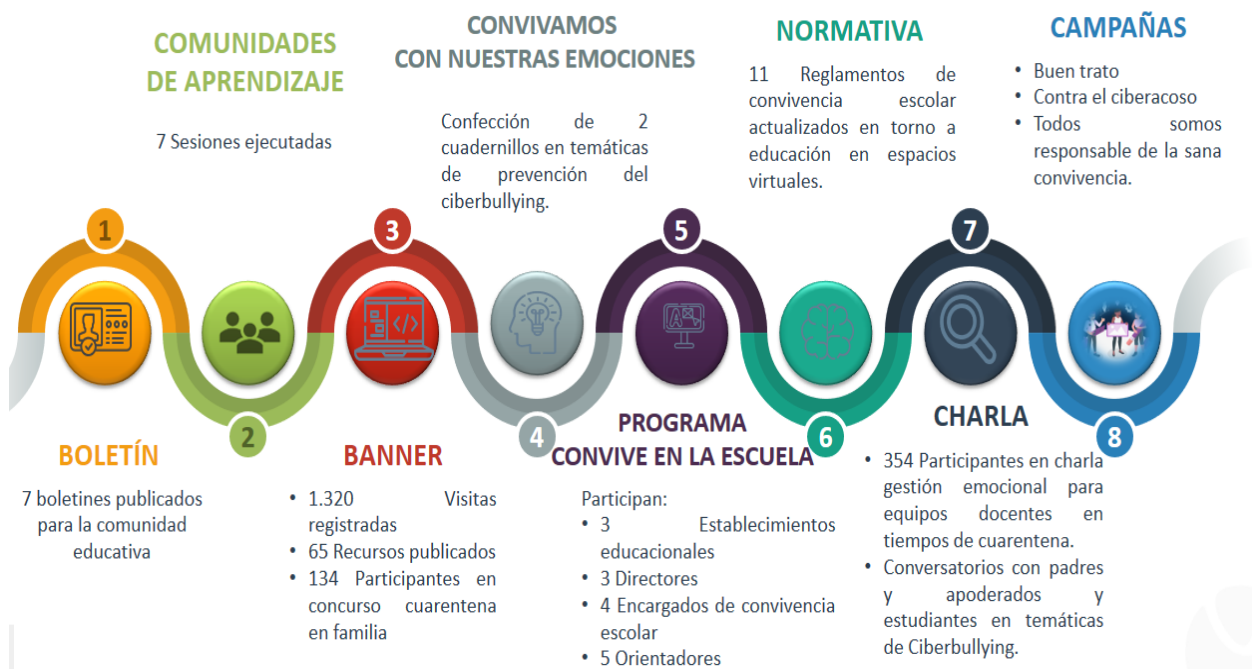 COMUNIDADES
DE APRENDIZAJE
7 Sesiones ejecutadas
CONVIVAMOS
CON NUESTRAS EMOCIONES
Confección de 2
cuadernillos en temáticas
de prevención del
ciberbullying.
NORMATIVA
11 Reglamentos de
convivencia escolar
actualizados en torno a
educación en espacios
virtuales.
CAMPAÑAS
• Buen trato
• Contra el ciberacoso
• Todos somos
responsable de la sana
convivencia.
1
2
3
4
5
6
7
8
BOLETÍN
7 boletines publicados
para la comunidad
educativa
BANNER
• 1.320 Visitas
registradas
• 65 Recursos publicados
• 134 Participantes en
concurso cuarentena
en familia
PROGRAMA
CONVIVE EN LA ESCUELA
Participan:
• 3 Establecimientos
educacionales
• 3 Directores
• 4 Encargados de convivencia
escolar
• 5 Orientadores
CHARLA
• 354 Participantes en charla
gestión emocional para
equipos docentes en
tiempos de cuarentena.
• Conversatorios con padres
y apoderados y
estudiantes en temáticas
de Ciberbullying.